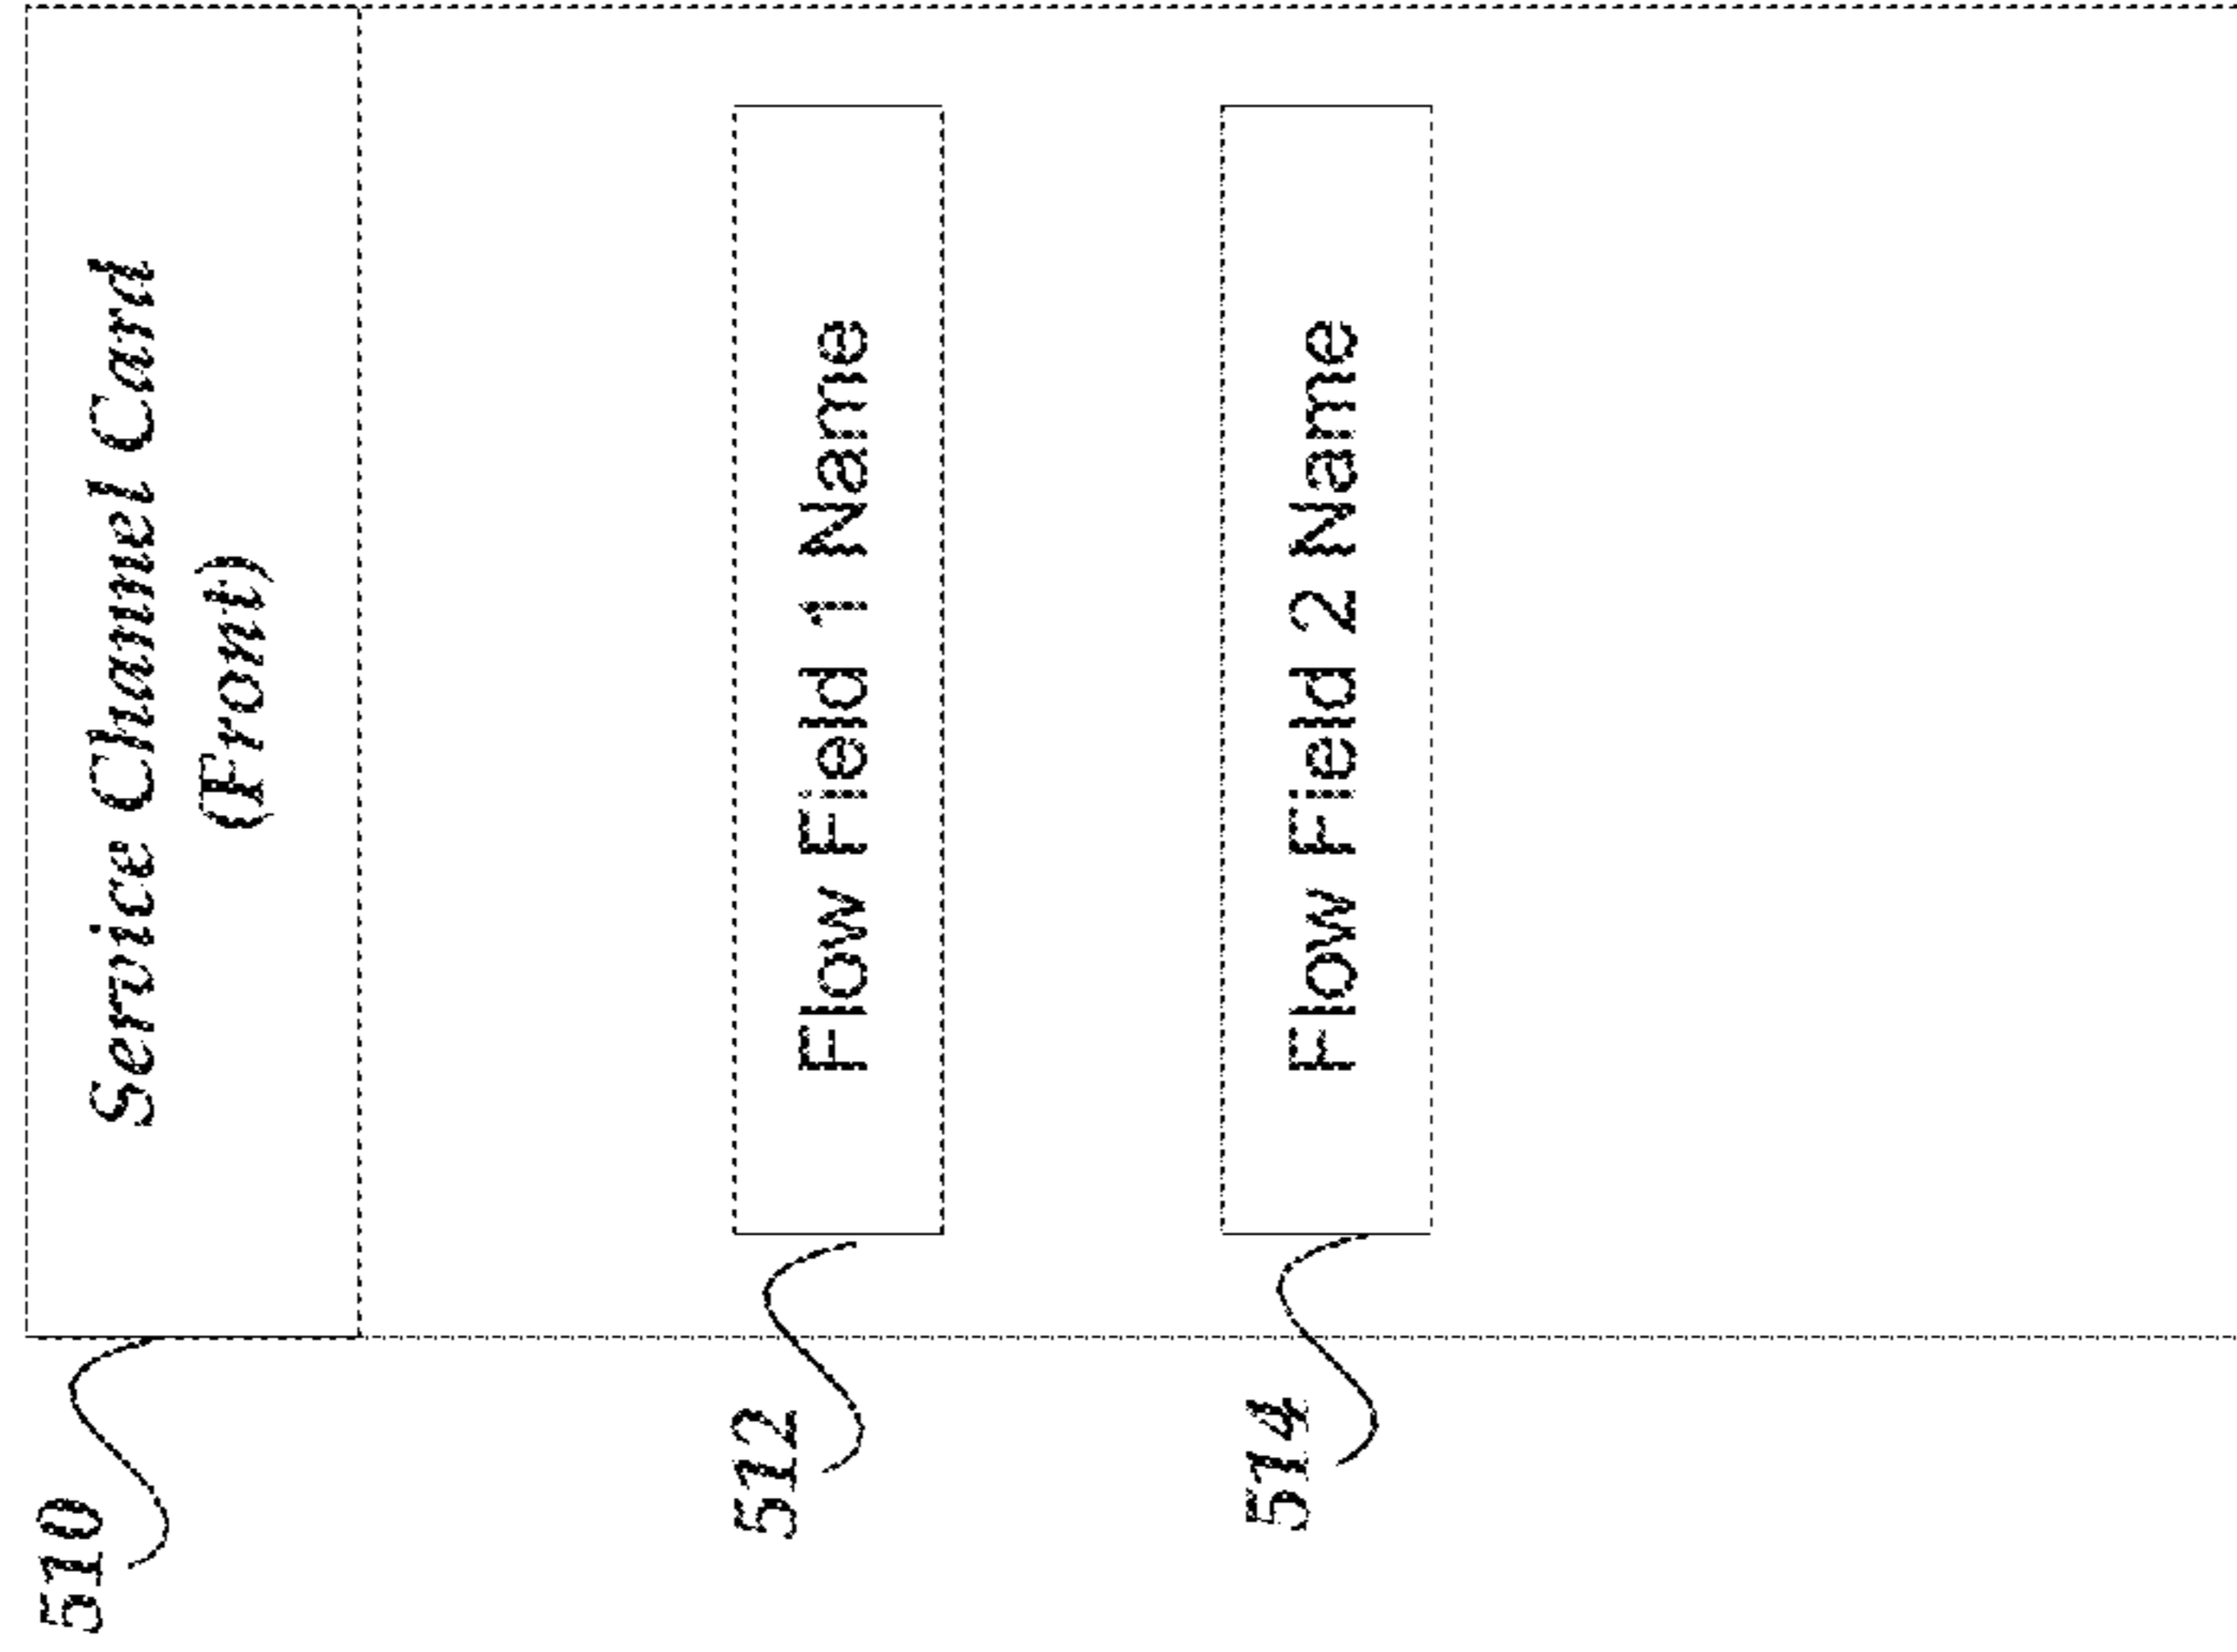 Service Channel Card
(Front)
510
Flow Field 1 Name
512
Flow Field 2 Name
514